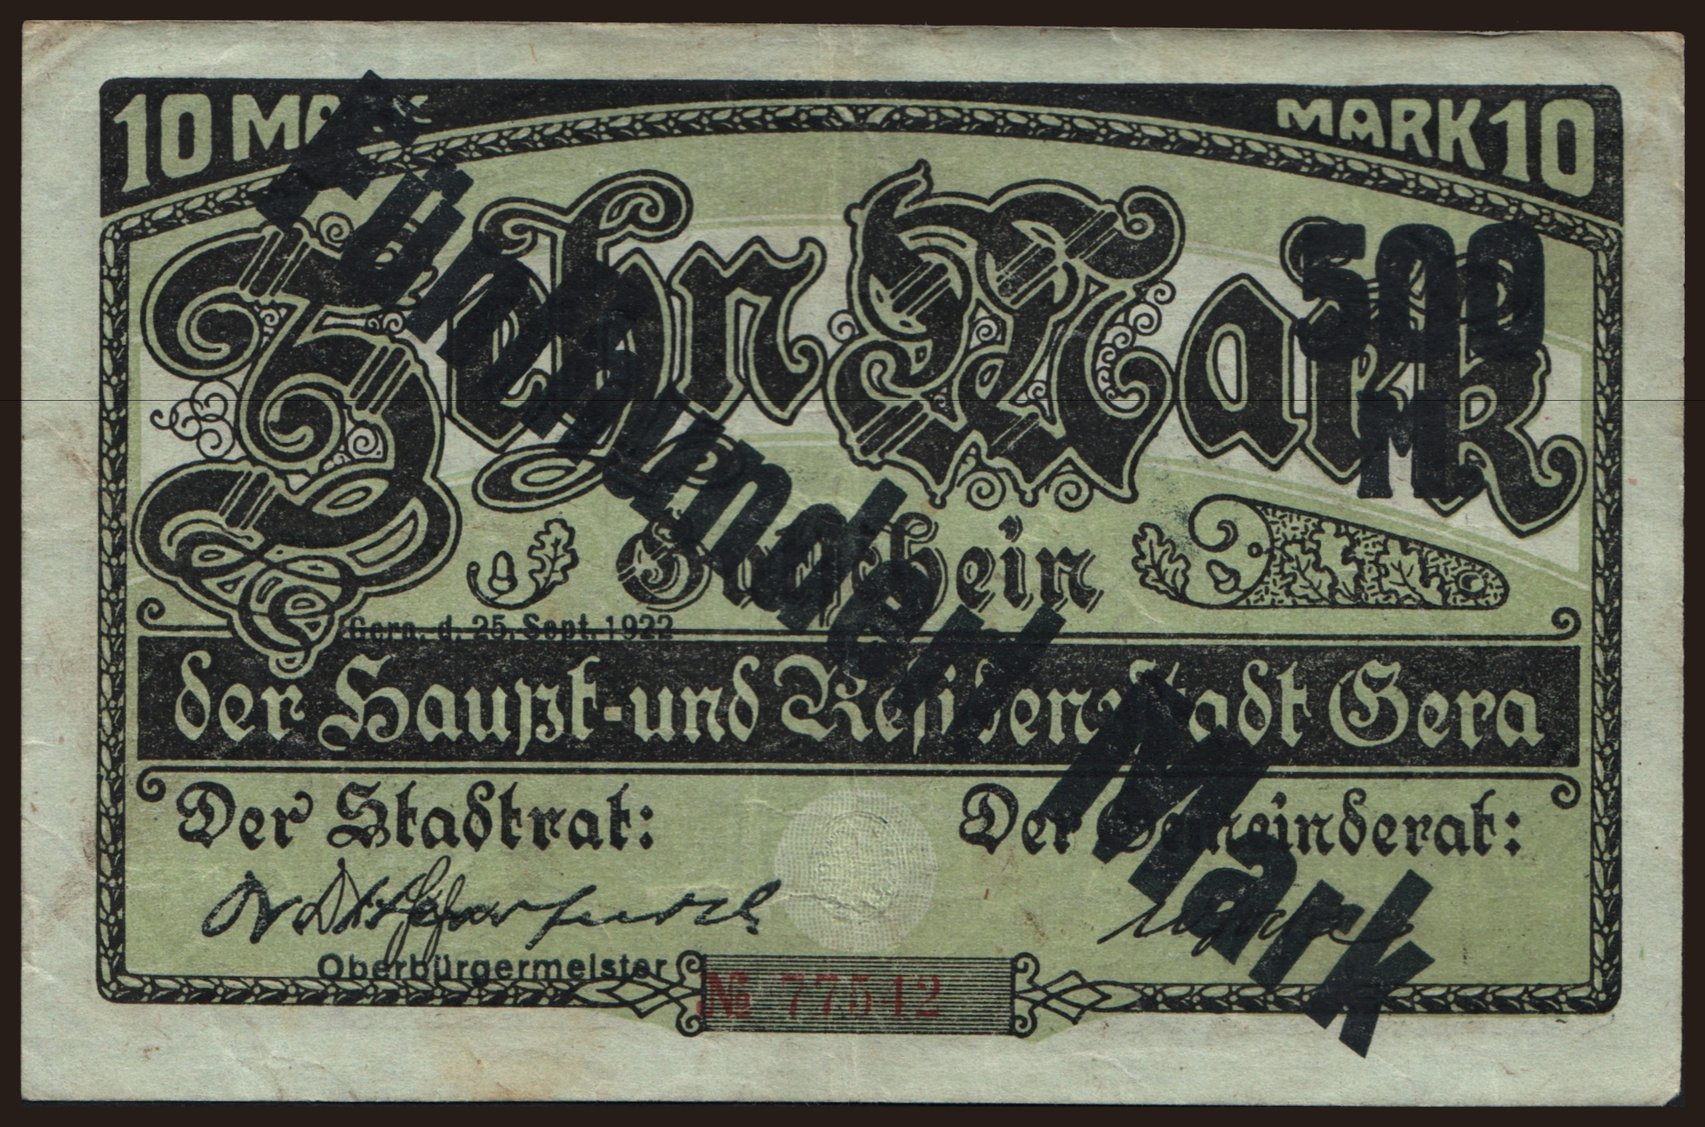 10 MARK
MARK 10
Zehn Mark
500
M
Fünfhundert Mark
Gutschein
Gera, d. 25. Sept. 1922
der Haupt-und Residenzstadt Gera
Der Stadtrat:
Der Gemeinderat:
Oberbürgermeister
№ 77542